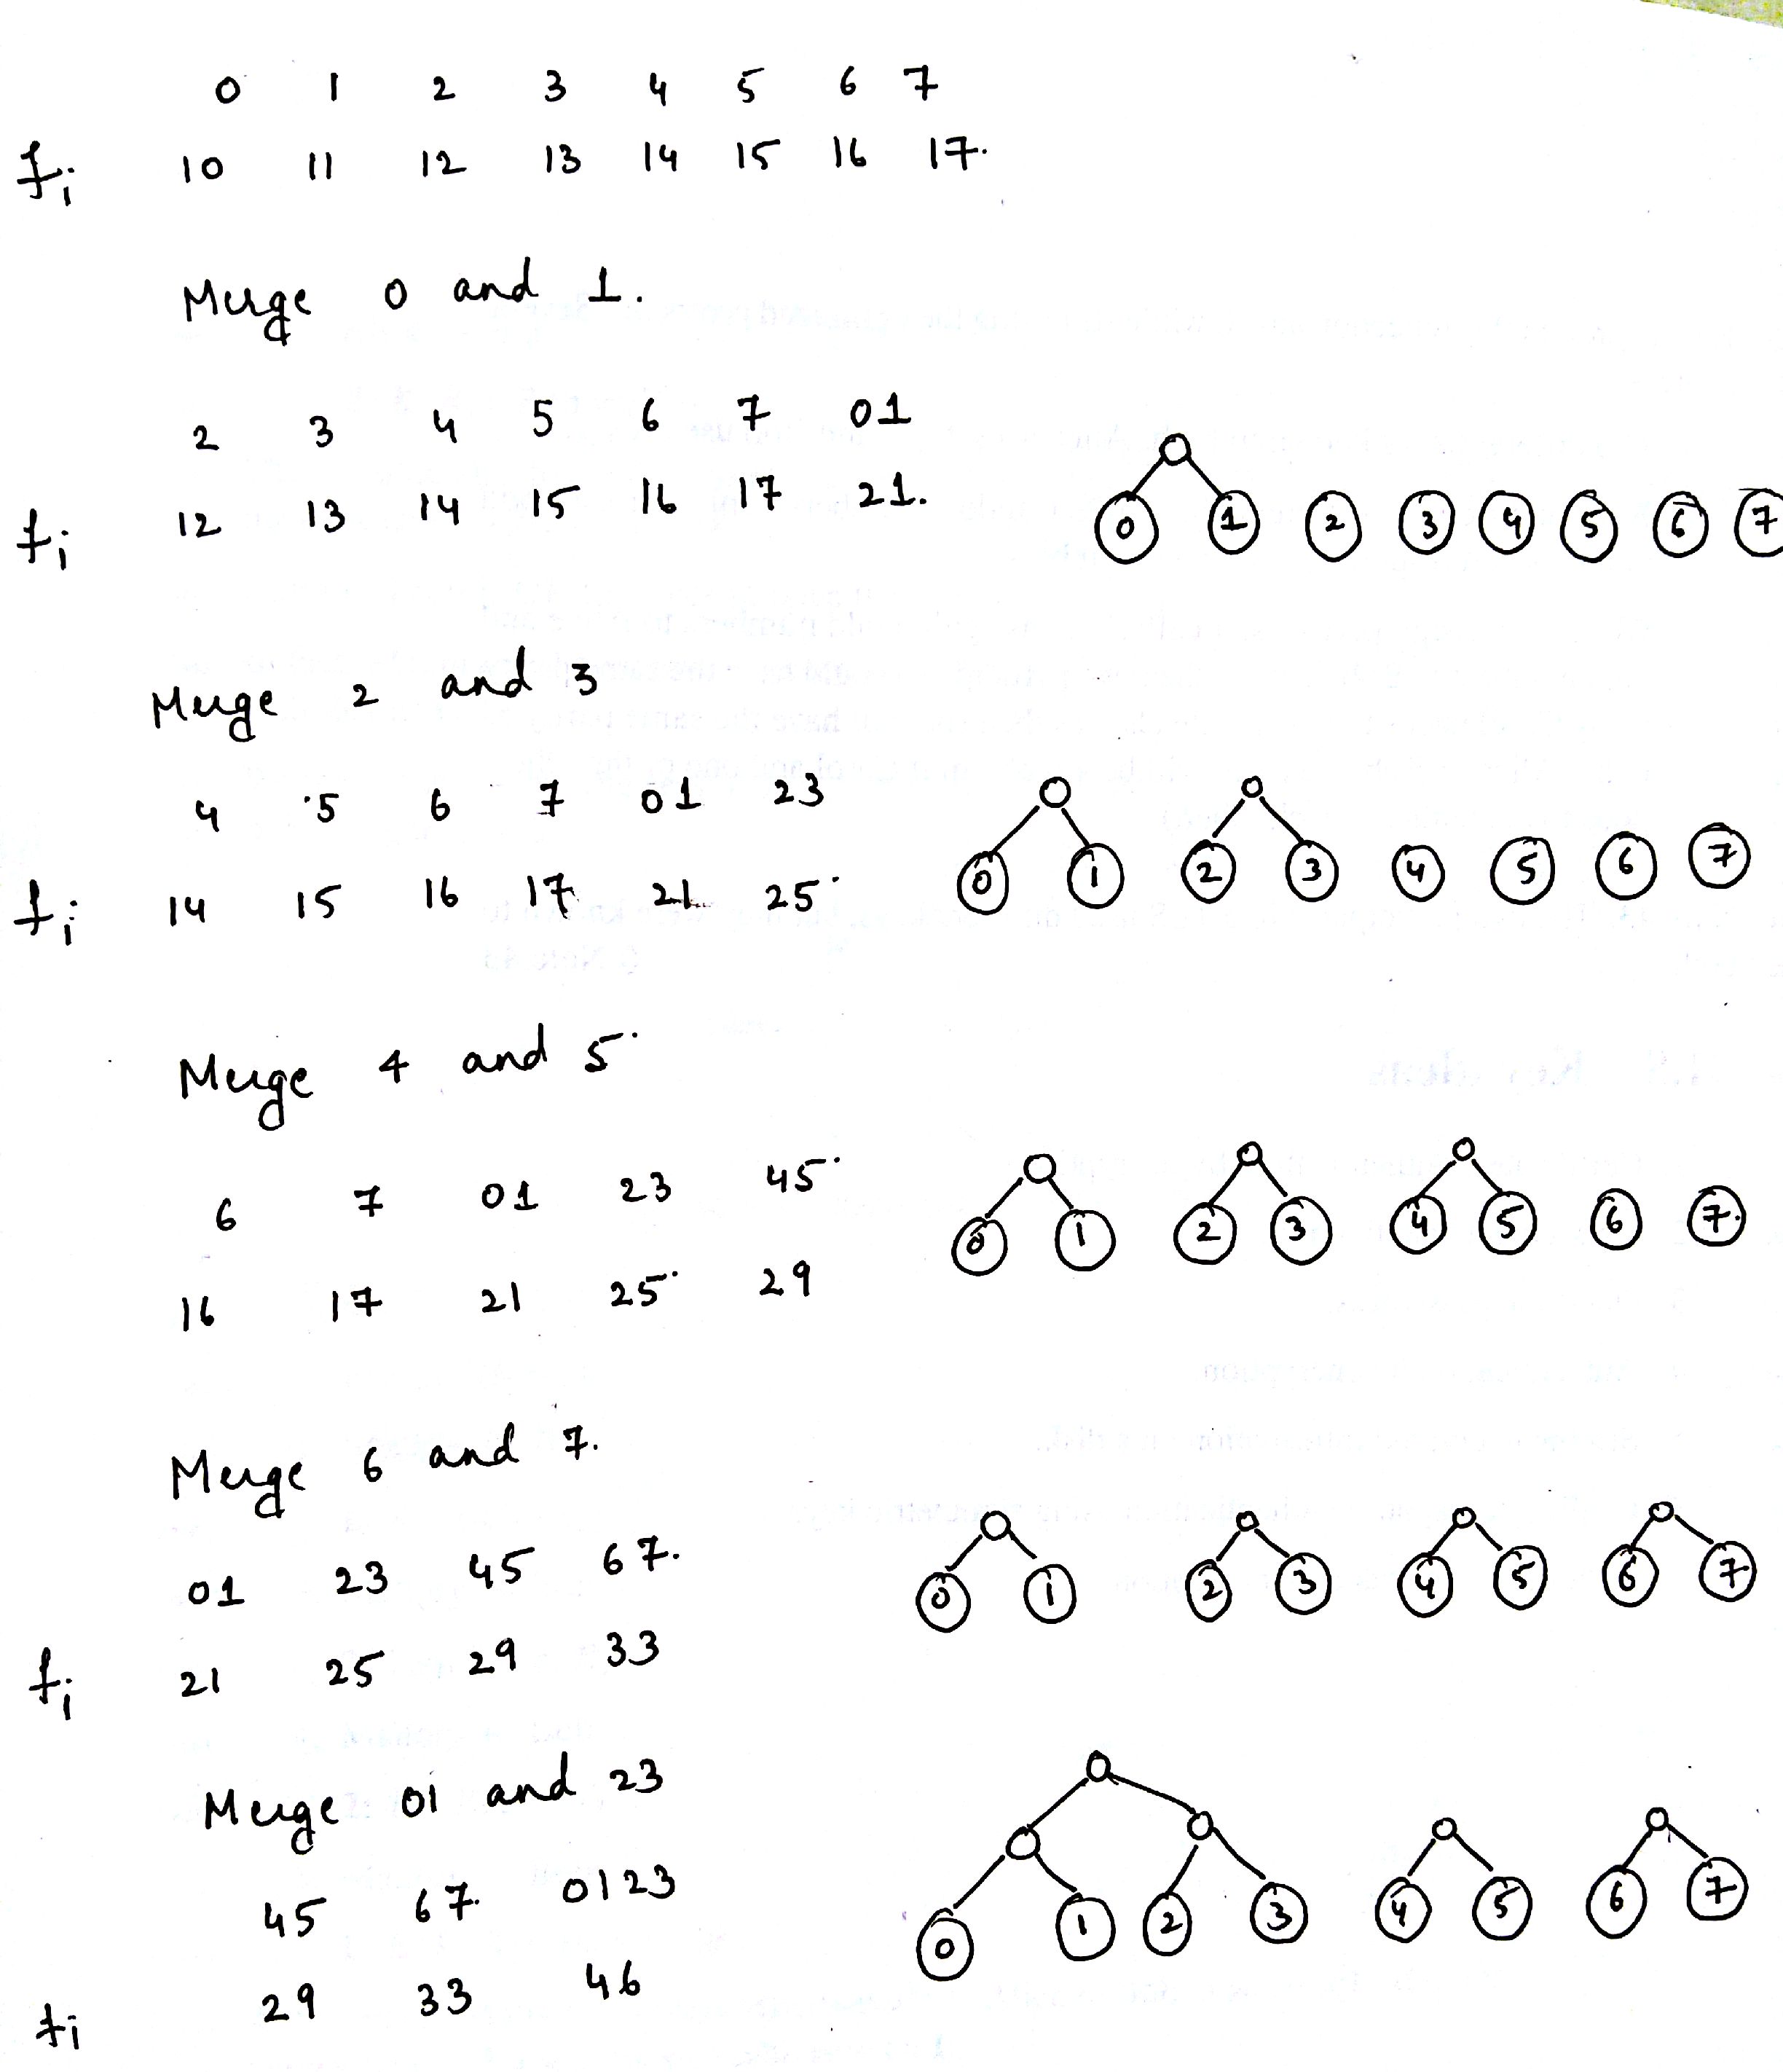 0 1 2 3 4 5 6 7
fi 10 11 12 13 14 15 16 17.
Merge 0 and 1.
2 3 4 5 6 7 01
fi 12 13 14 15 16 17 21.
0 1 2 3 4 5 6 7
Merge 2 and 3
4 5 6 7 01 23
fi 14 15 16 17 21 25
0 1 2 3 4 5 6 7
Merge 4 and 5
6 7 01 23 45
16 17 21 25 29
0 1 2 3 4 5 6 7
Merge 6 and 7.
01 23 45 67.
fi 21 25 29 33
0 1 2 3 4 5 6 7
Merge 01 and 23
45 67 0123
fi 29 33 46
0 1 2 3 4 5 6 7